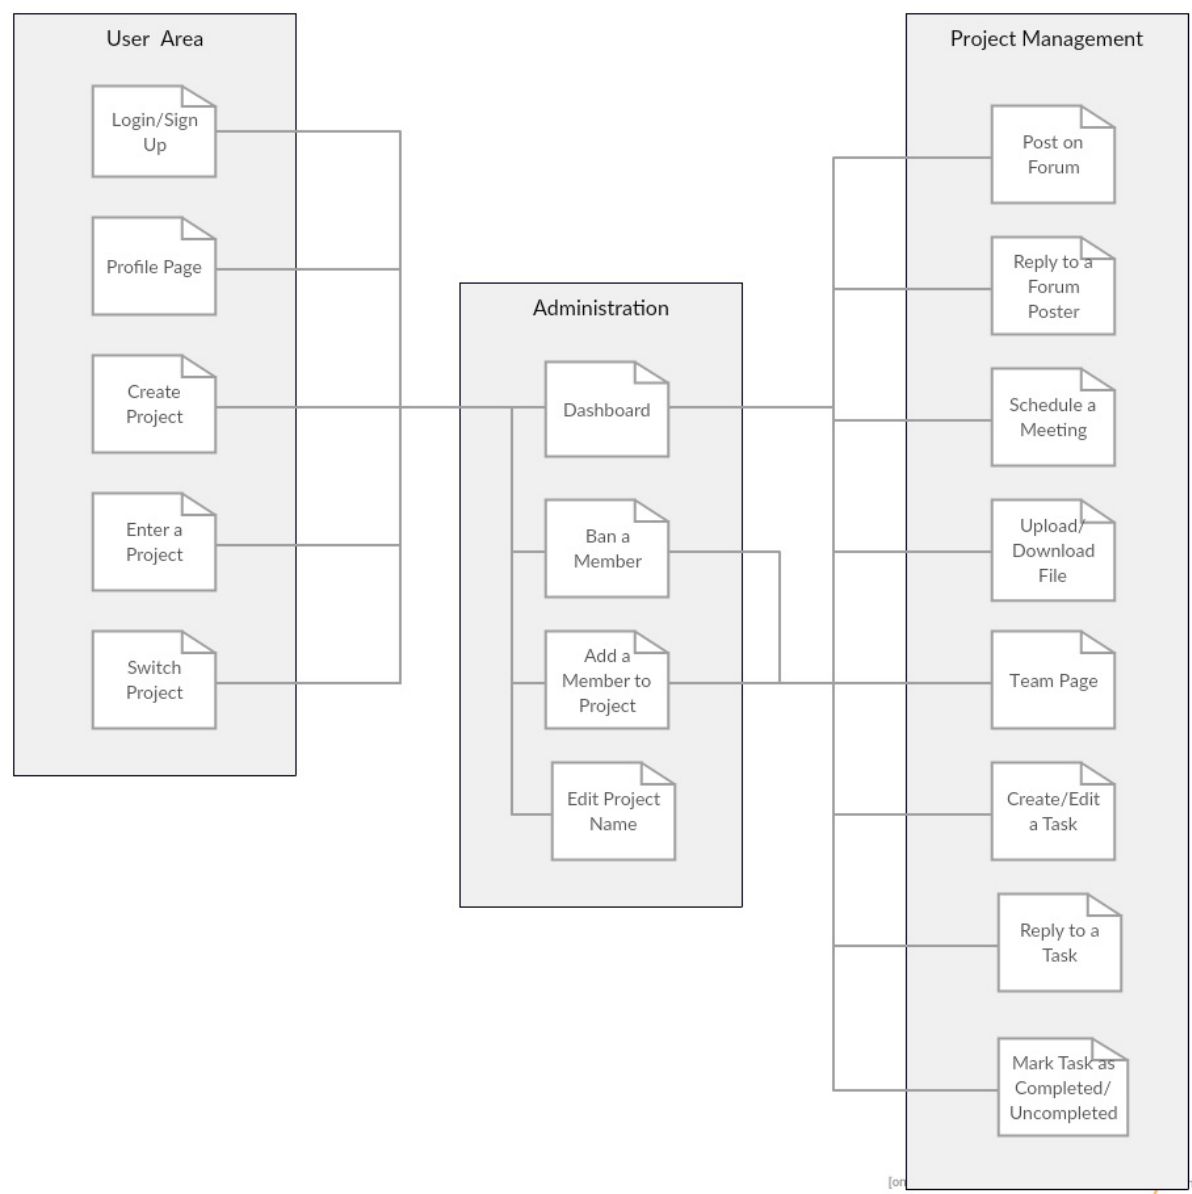 User Area
Login/Sign
Up
Profile Page
Create
Project
Enter a
Project
Switch
Project
Administration
Dashboard
Ban a
Member
Add a
Member to
Project
Edit Project
Name
Project Management
Post on
Forum
Reply to a
Forum
Poster
Schedule a
Meeting
Upload/
Download
File
Team Page
Create/Edit
a Task
Reply to a
Task
Mark Task as
Completed/
Uncompleted